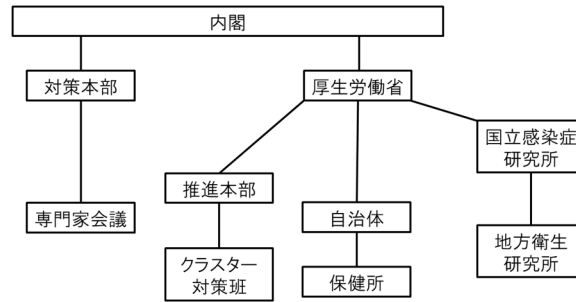 内閣
対策本部
厚生労働省
国立感染症
研究所
推進本部
専門家会議
自治体
地方衛生
研究所
クラスター
対策班
保健所